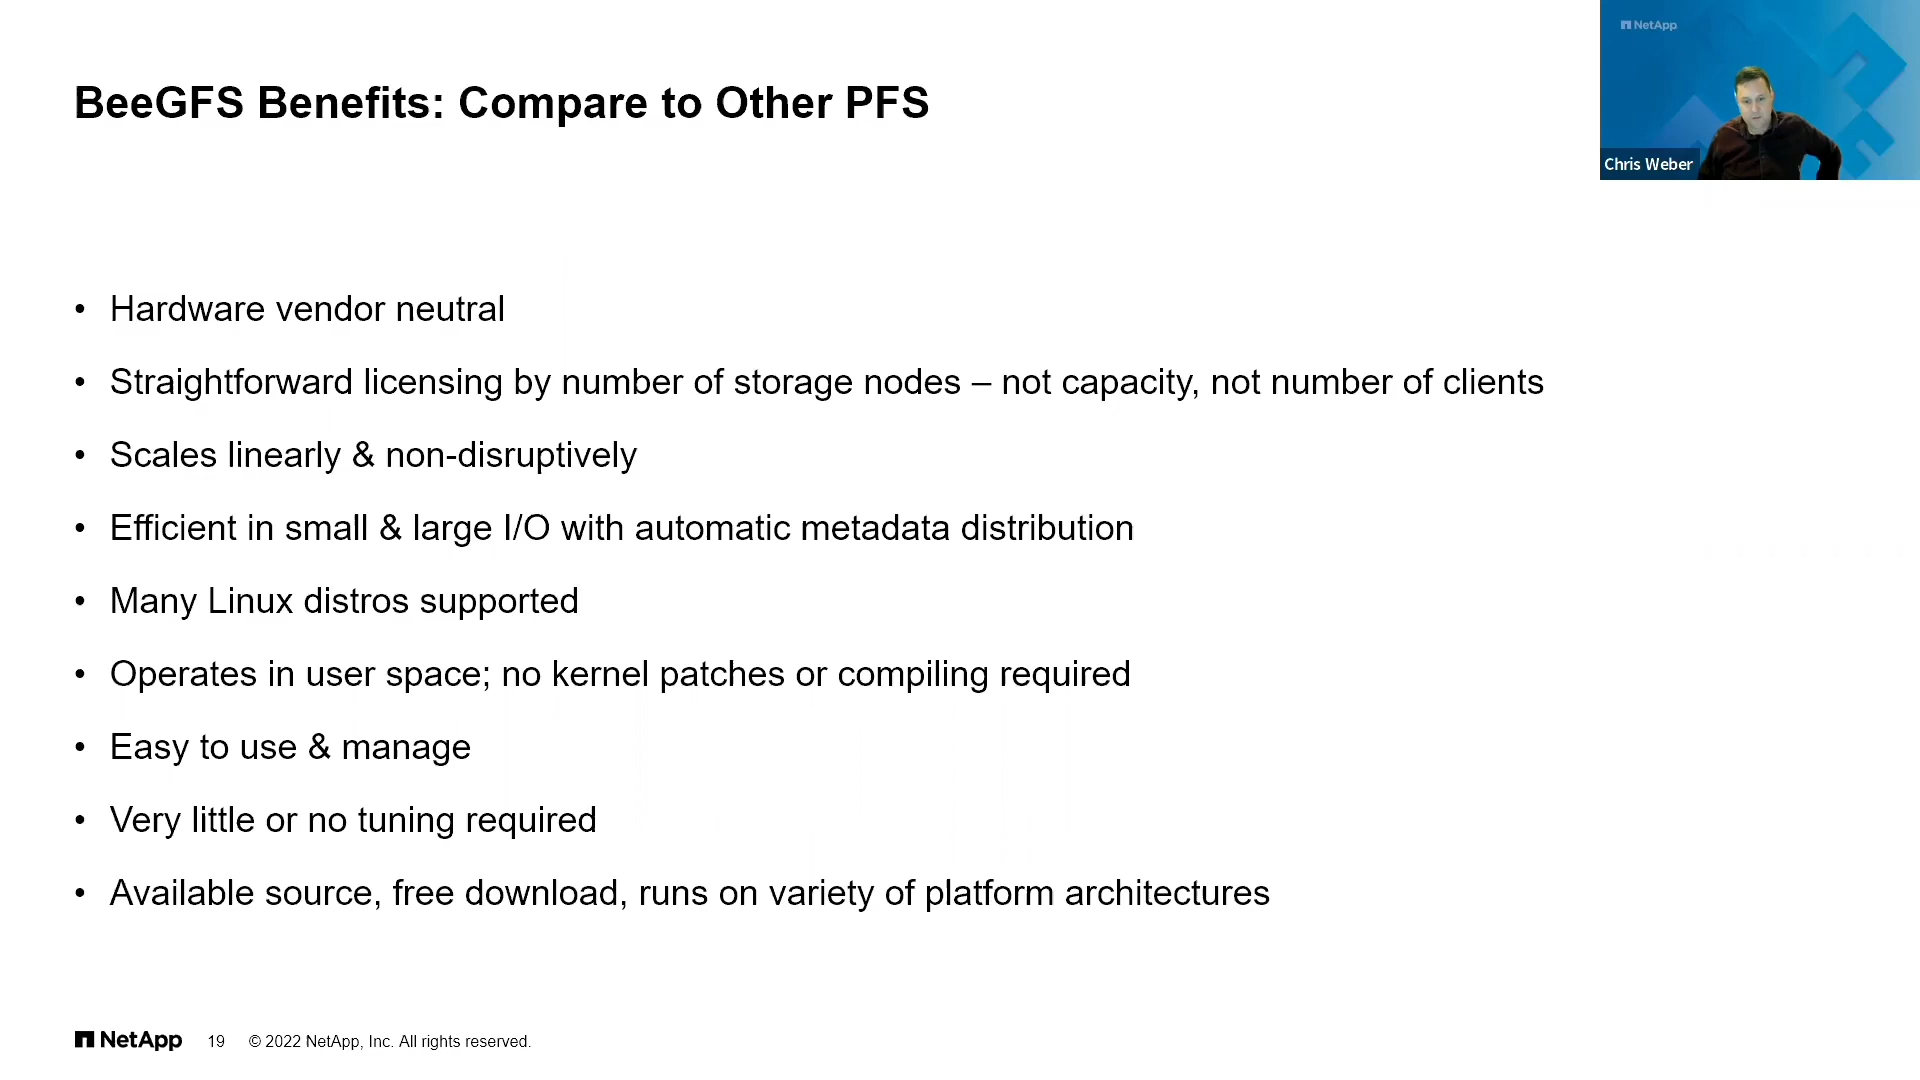 BeeGFS Benefits: Compare to Other PFS
NetApp
Chris Weber
• Hardware vendor neutral
• Straightforward licensing by number of storage nodes – not capacity, not number of clients
• Scales linearly & non-disruptively
• Efficient in small & large I/O with automatic metadata distribution
• Many Linux distros supported
• Operates in user space; no kernel patches or compiling required
• Easy to use & manage
• Very little or no tuning required
• Available source, free download, runs on variety of platform architectures
NetApp 19 © 2022 NetApp, Inc. All rights reserved.